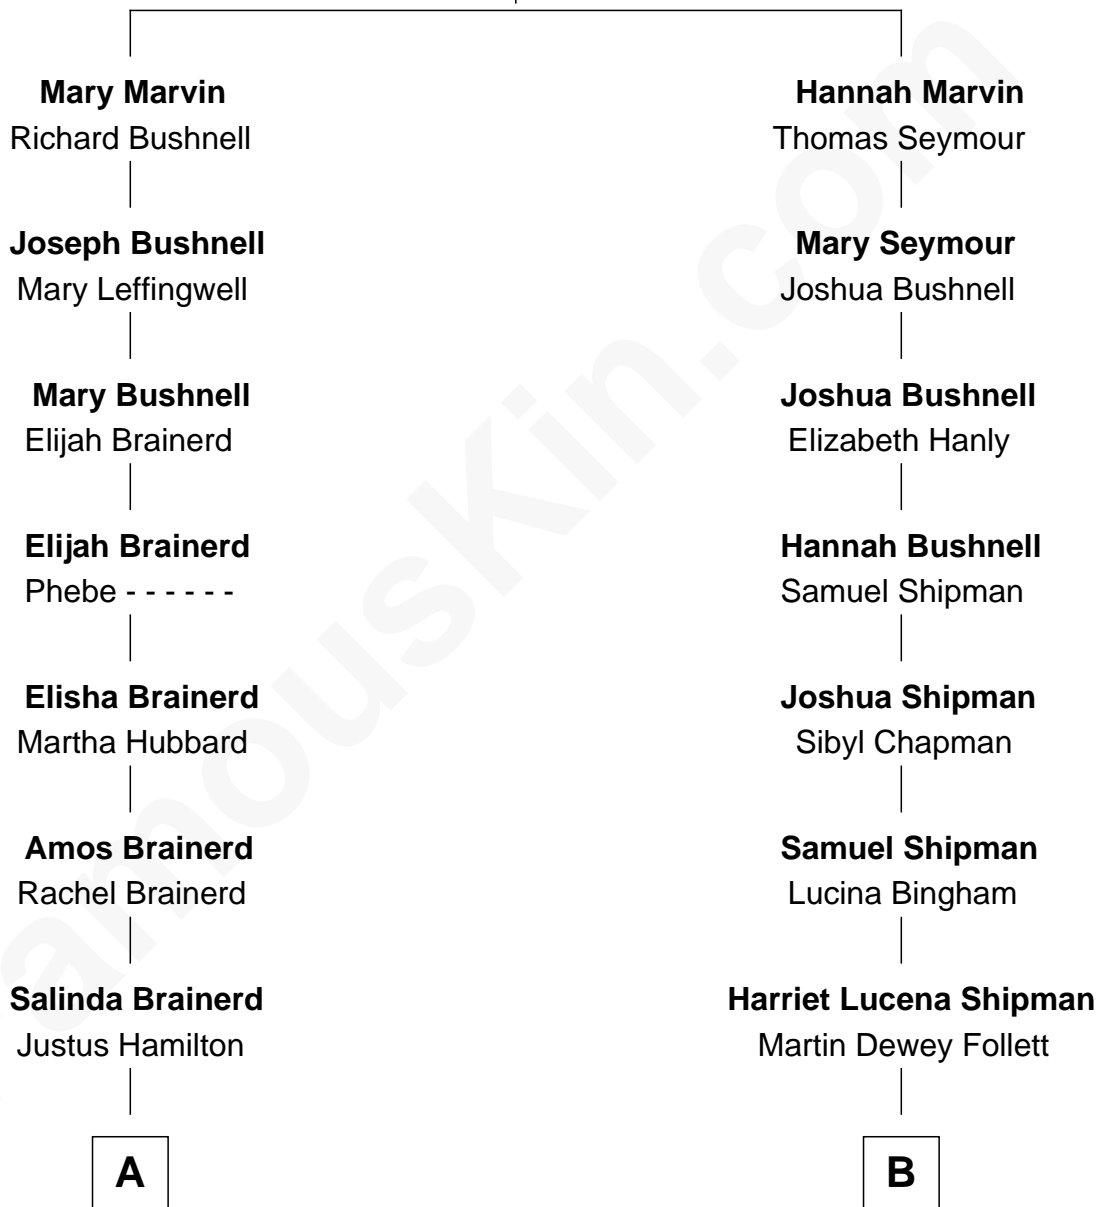 Mary Marvin
Richard Bushnell
Hannah Marvin
Thomas Seymour
Joseph Bushnell
Mary Leffingwell
Mary Seymour
Joshua Bushnell
Mary Bushnell
Elijah Brainerd
Joshua Bushnell
Elizabeth Hanly
Elijah Brainerd
Phebe - - - - - -
Hannah Bushnell
Samuel Shipman
Elisha Brainerd
Martha Hubbard
Joshua Shipman
Sibyl Chapman
Amos Brainerd
Rachel Brainerd
Samuel Shipman
Lucina Bingham
Salinda Brainerd
Justus Hamilton
Harriet Lucena Shipman
Martin Dewey Follett
A
B
amouskin.com